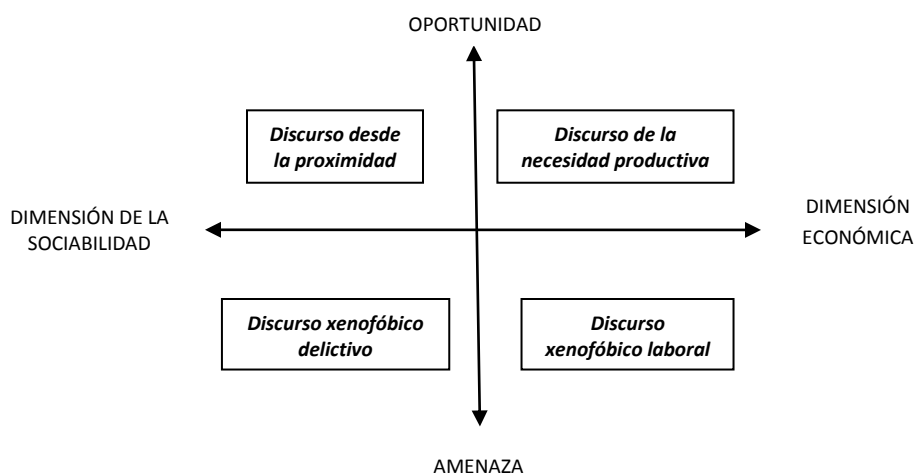 OPORTUNIDAD
Discurso desde
la proximidad
Discurso de la
necesidad productiva
DIMENSIÓN DE LA
SOCIABILIDAD
DIMENSIÓN
ECONÓMICA
Discurso xenofóbico
delictivo
Discurso
xenofóbico laboral
AMENAZA